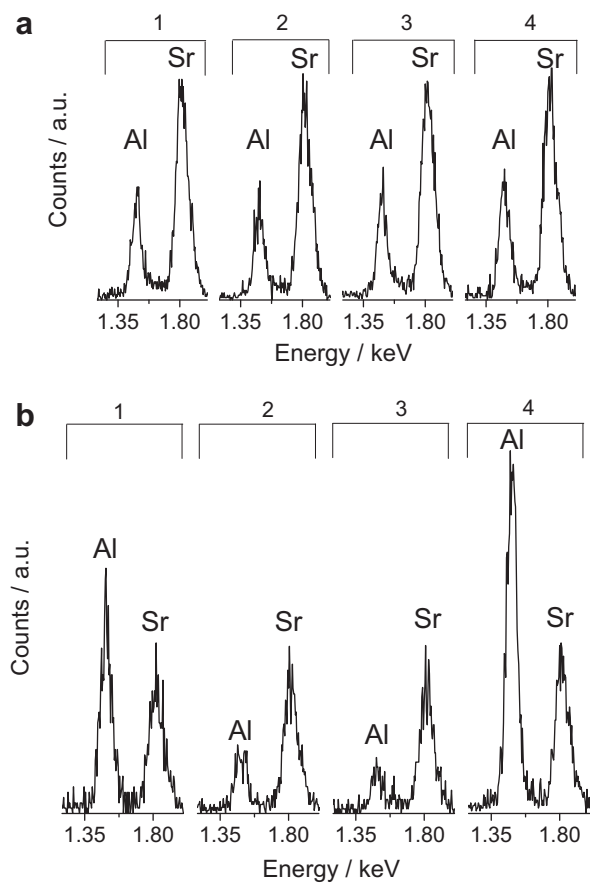 a
1 2 3 4
Sr Sr Sr Sr
Al Al Al Al
Counts / a.u.
1.35 1.80 1.35 1.80 1.35 1.80 1.35 1.80
Energy / keV
b
1 2 3 4
Al
Al
Sr Sr Sr Sr
Al Al
Counts / a.u.
1.35 1.80 1.35 1.80 1.35 1.80 1.35 1.80
Energy / keV